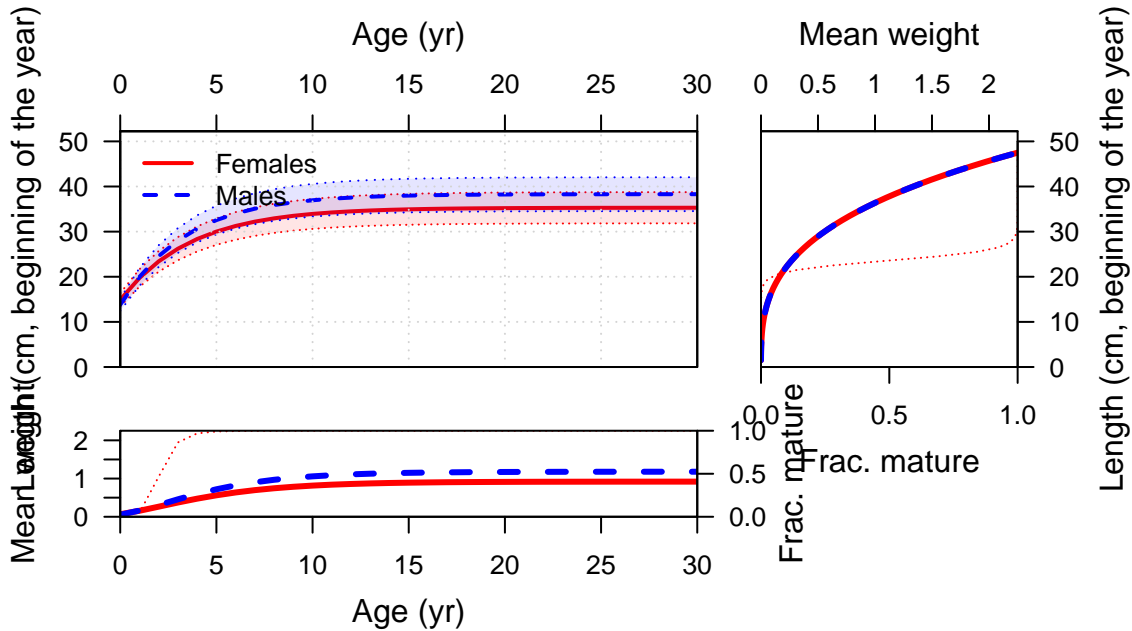 Age (yr)
Mean weight
0 5 10 15 20 25 30
0 0.5 1 1.5 2
Length (cm, beginning of the year)
50
40
30
20
10
0
Females
Males
50
40
30
20
10
0
Length (cm, beginning of the year)
0.0 0.5 1.0
Frac. mature
Mean weight
2
1
0
1.0
0.5
0.0
Frac. mature
0 5 10 15 20 25 30
Age (yr)